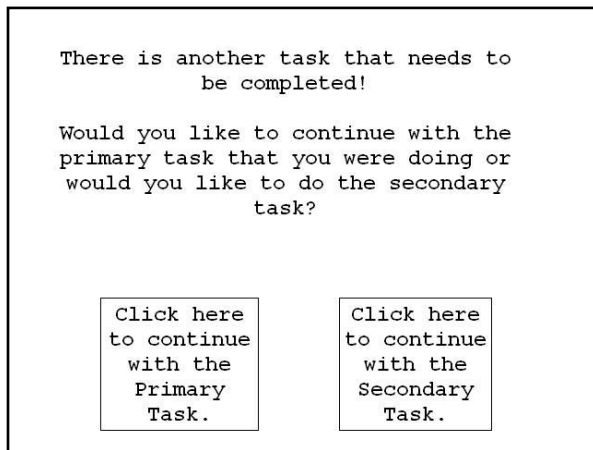 There is another task that needs to
be completed!
Would you like to continue with the
primary task that you were doing or
would you like to do the secondary
task?
Click here
to continue
with the
Primary
Task.
Click here
to continue
with the
Secondary
Task.